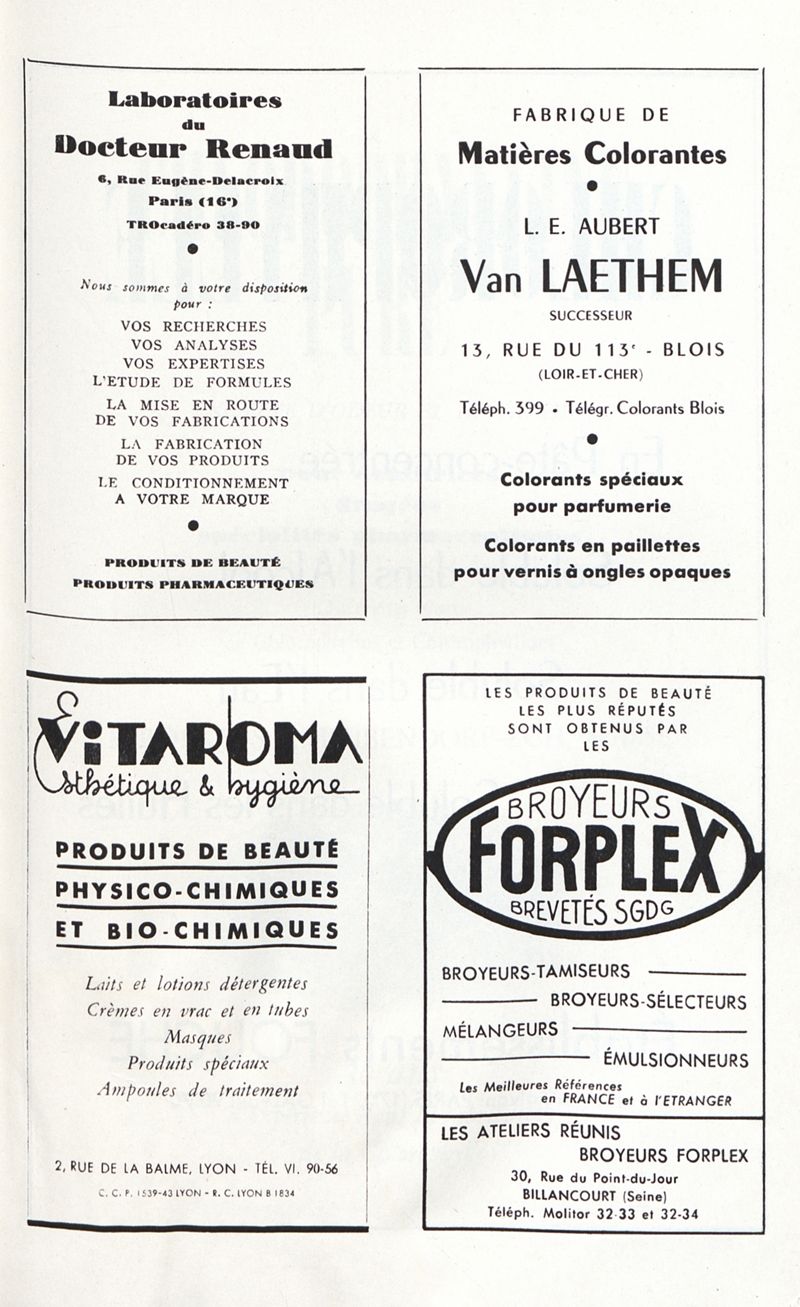 Laboratoires
du
Docteur Renaud
6, Rue Eugène-Delacroix
Paris (16ᵉ)
TROcadéro 38-90
●
Nous sommes à votre disposition
pour :
VOS RECHERCHES
VOS ANALYSES
VOS EXPERTISES
L'ETUDE DE FORMULES
LA MISE EN ROUTE
DE VOS FABRICATIONS
LA FABRICATION
DE VOS PRODUITS
LE CONDITIONNEMENT
A VOTRE MARQUE
●
PRODUITS DE BEAUTÉ
PRODUITS PHARMACEUTIQUES
FABRIQUE DE
Matières Colorantes
●
L. E. AUBERT
Van LAETHEM
SUCCESSEUR
13, RUE DU 113ᵉ - BLOIS
(LOIR-ET-CHER)
Téléph. 399 • Télégr. Colorants Blois
●
Colorants spéciaux
pour parfumerie
Colorants en paillettes
pour vernis à ongles opaques
ViTAROMA
Esthétique & hygiène
PRODUITS DE BEAUTÉ
PHYSICO-CHIMIQUES
ET BIO-CHIMIQUES
Laits et lotions détergentes
Crèmes en vrac et en tubes
Masques
Produits spéciaux
Ampoules de traitement
2, RUE DE LA BALME, LYON - TÉL. VI. 90-56
C. C. P. 1539-43 LYON - R. C. LYON B 1834
LES PRODUITS DE BEAUTÉ
LES PLUS RÉPUTÉS
SONT OBTENUS PAR
LES
BROYEURS
FORPLEX
BREVETÉS SGDG
BROYEURS-TAMISEURS
BROYEURS-SÉLECTEURS
MÉLANGEURS
ÉMULSIONNEURS
Les Meilleures Références
en FRANCE et à l'ETRANGER
LES ATELIERS RÉUNIS
BROYEURS FORPLEX
30, Rue du Point-du-Jour
BILLANCOURT (Seine)
Téléph. Molitor 32-33 et 32-34